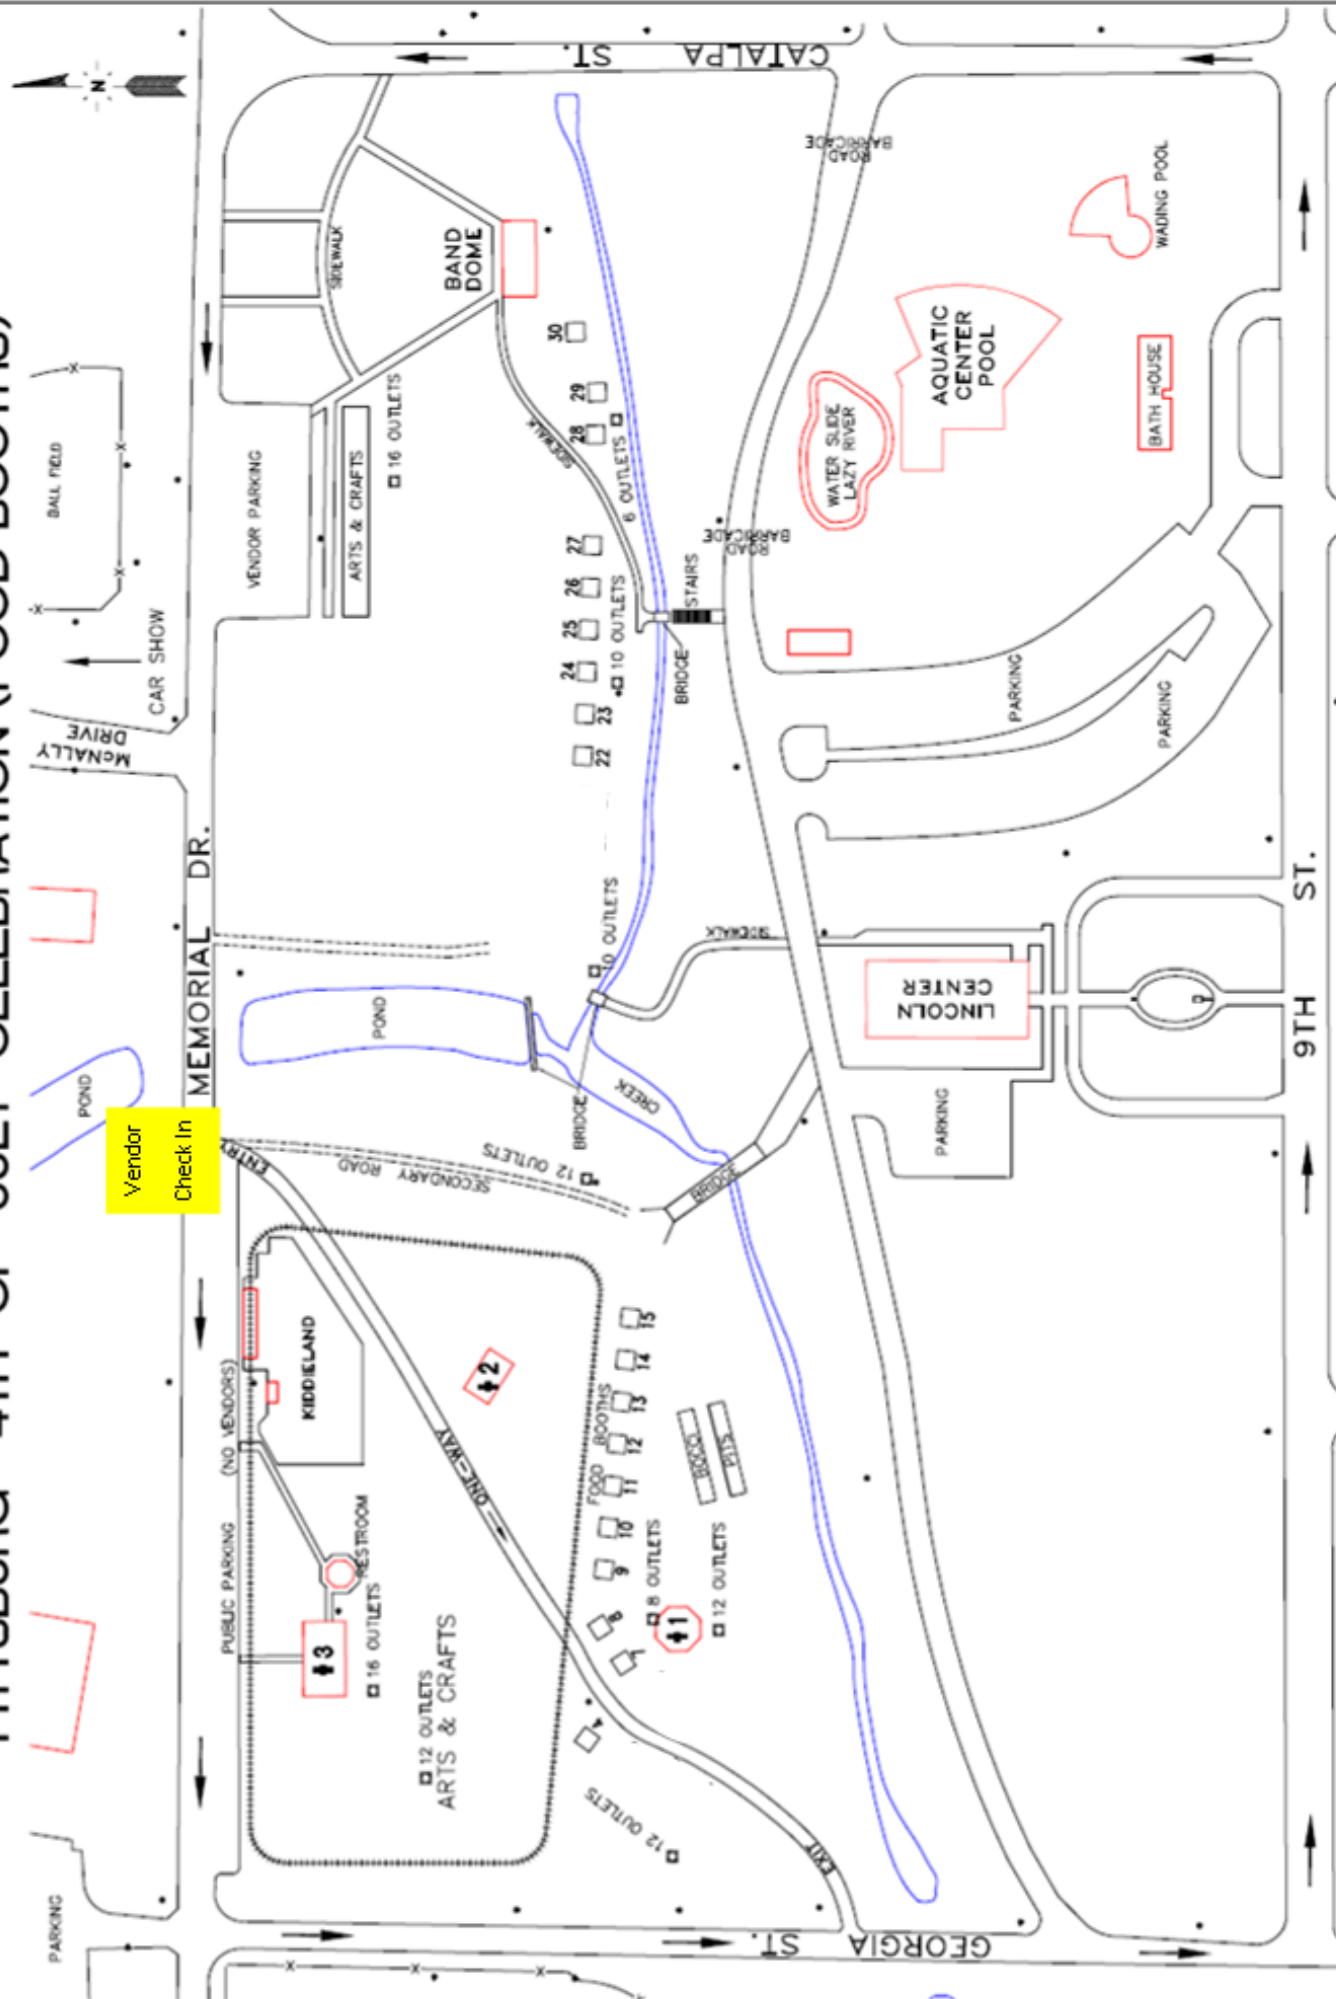 CATALPA ST.
N
ROAD
BARRICADE
WADING POOL
SIDEWALK
BAND
DOME
30
AQUATIC
CENTER
POOL
BALL FIELD
VENDOR PARKING
ARTS & CRAFTS
16 OUTLETS
29
28
SIDEWALK
6 OUTLETS
WATER SLIDE
LAZY RIVER
BATH HOUSE
ROAD
BARRICADE
27
26
25
24
23
22
10 OUTLETS
STAIRS
BRIDGE
CAR SHOW
McNALLY
DRIVE
PARKING
PARKING
MEMORIAL DR.
10 OUTLETS
SIDEWALK
LINCOLN
CENTER
9TH ST.
POND
POND
BRIDGE
CREEK
PARKING
Vendor
Check In
ENTRY
SECONDARY ROAD
12 OUTLETS
BRIDGE
KIDDIELAND
PUBLIC PARKING (NO VENDORS)
#2
ONE-WAY
FOOD BOOTHS
15
14
13
12
11
10
9
8
7
4
PITS
RESTROOM
#3
16 OUTLETS
8 OUTLETS
#1
12 OUTLETS
12 OUTLETS
ARTS & CRAFTS
12 OUTLETS
EXIT
PARKING
GEORGIA ST.